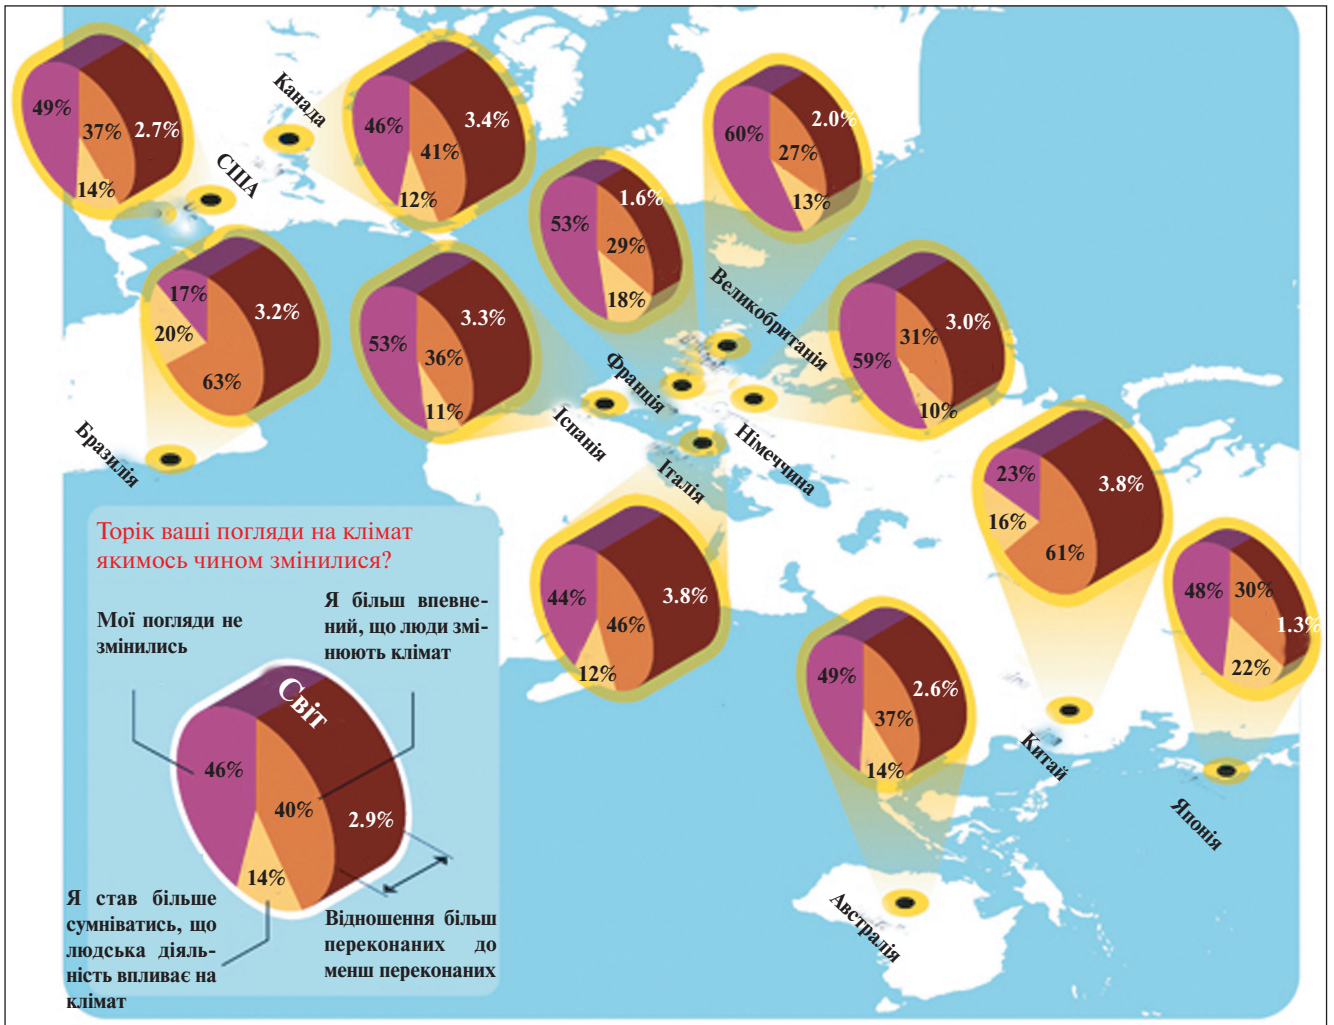 49%
37%
2.7%
14%
США
Канада
46%
3.4%
41%
12%
53%
1.6%
29%
18%
60%
2.0%
27%
13%
Великобританія
17%
3.2%
20%
63%
Бразилія
53%
3.3%
36%
11%
Іспанія
Франція
Італія
Німеччина
59%
31%
3.0%
10%
44%
3.8%
46%
12%
23%
3.8%
16%
61%
Китай
48%
30%
1.3%
22%
Японія
49%
2.6%
37%
14%
Австралія
Торік ваші погляди на клімат
якимось чином змінилися?
Мої погляди не
змінились
Я більш впевне-
ний, що люди змі-
нюють клімат
Світ
46%
40%
2.9%
14%
Я став більше
сумніватись, що
людська діяль-
ність впливає на
клімат
Відношення більш
переконаних до
менш переконаних